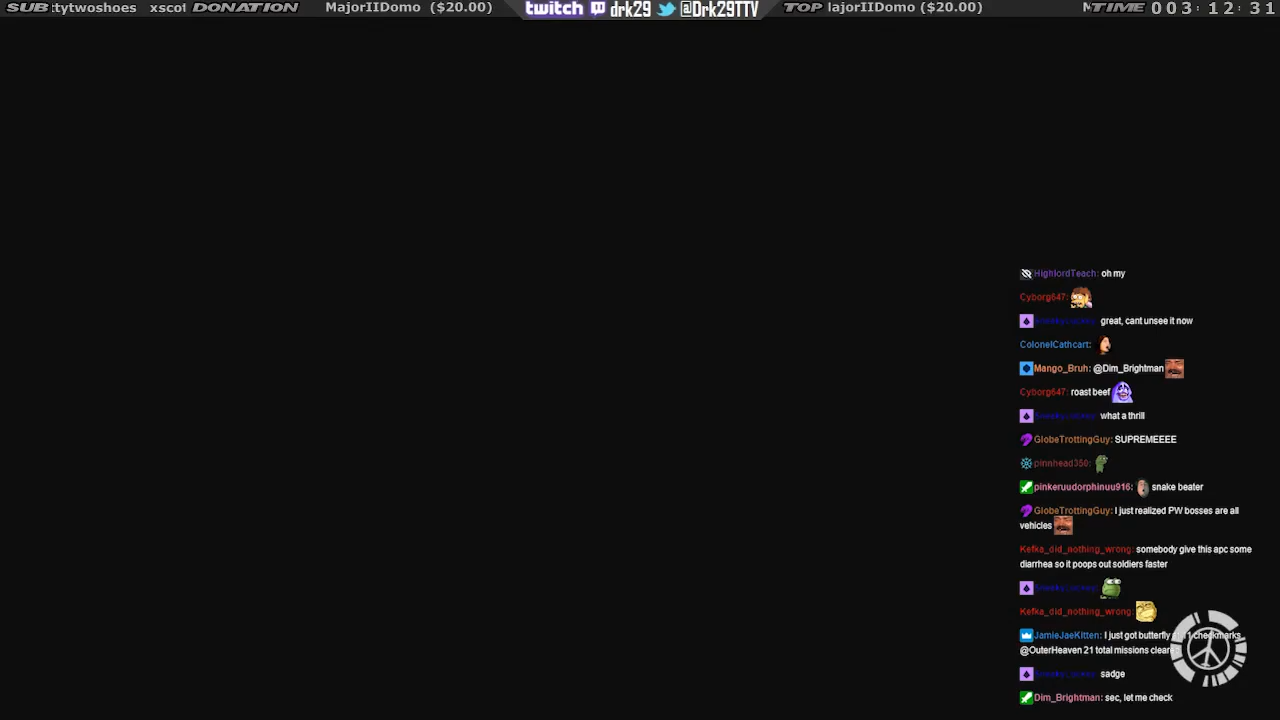 SUB :tytwoshoes xscot DONATION MajorIIDomo ($20.00) twitch drk29 @Drk29TTV TOP lajorIIDomo ($20.00) TIME 003:12:31
HighlordTeach: oh my
Cyborg647:
great, cant unsee it now
ColonelCathcart:
Mango_Bruh: @Dim_Brightman
Cyborg647: roast beef
what a thrill
GlobeTrottingGuy: SUPREMEEEE
pinnhead350:
pinkeruudorphinuu916: snake beater
GlobeTrottingGuy: I just realized PW bosses are all
vehicles
Kefka_did_nothing_wrong: somebody give this apc some
diarrhea so it poops out soldiers faster
Kefka_did_nothing_wrong:
JamieJaeKitten: I just got butterfly checkmarks
@OuterHeaven 21 total missions cleare
sadge
Dim_Brightman: sec, let me check